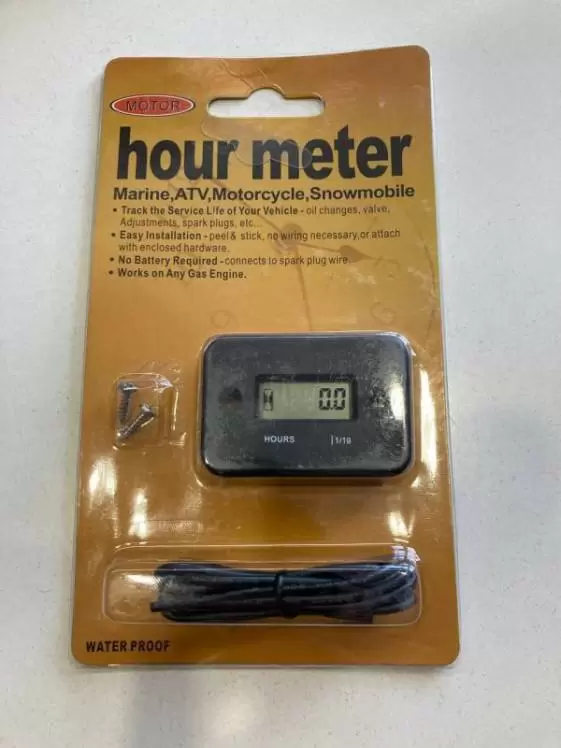 MOTOR
hour meter
Marine,ATV,Motorcycle,Snowmobile
• Track the Service Life of Your Vehicle - oil changes, valve,
Adjustments, spark plugs, etc...
• Easy Installation - peel& stick, no wiring necessary,or attach
with enclosed hardware.
• No Battery Required - connects to spark plug wire.
• Works on Any Gas Engine.
0.0
HOURS |1/10
WATER PROOF